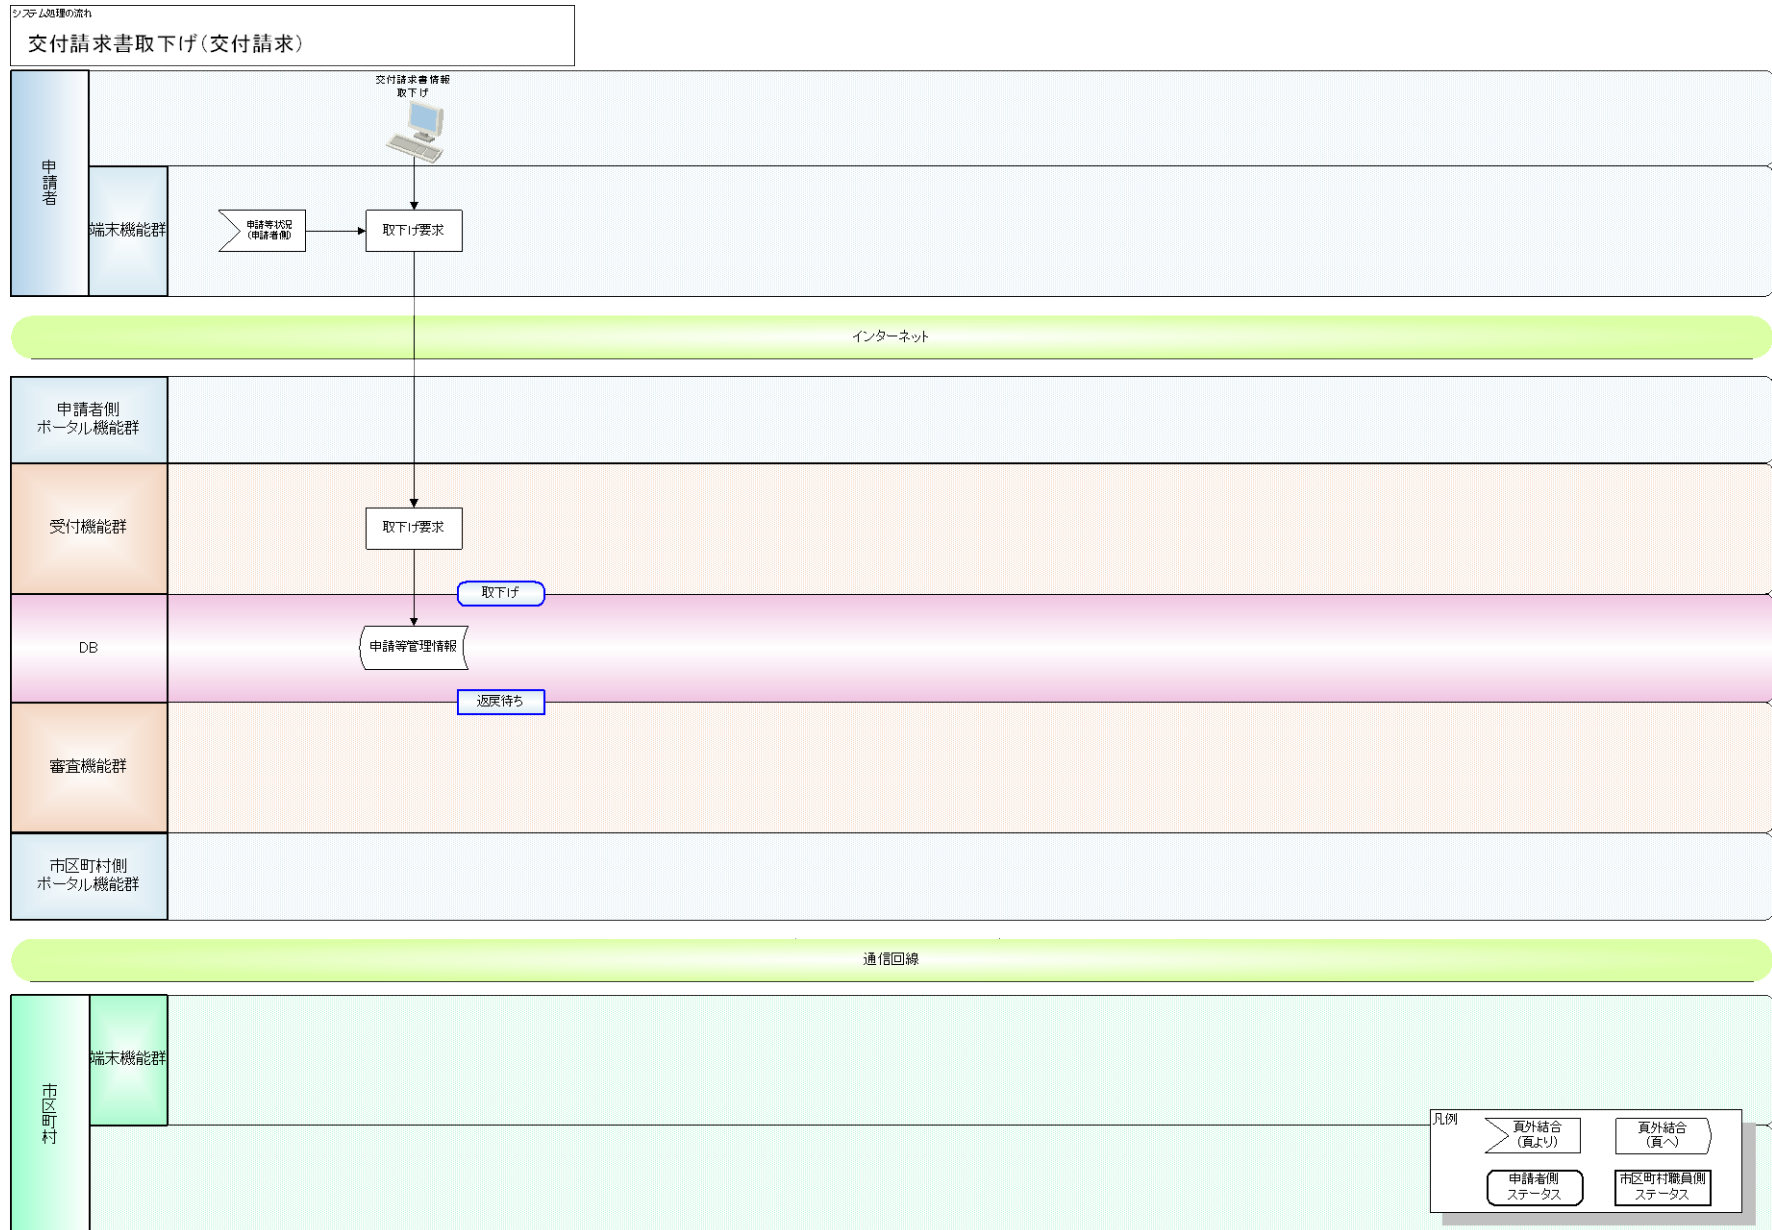 システム処理の流れ
交付請求書取下げ(交付請求)
交付請求書情報
取下げ
申請者
端末機能群
申請等状況
(申請者側)
取下げ要求
インターネット
申請者側
ポータル機能群
受付機能群
取下げ要求
取下げ
DB
申請等管理情報
返戻待ち
審査機能群
市区町村側
ポータル機能群
通信回線
市区町村
端末機能群
凡例
頁外結合
(頁より)
頁外結合
(頁へ)
申請者側
ステータス
市区町村職員側
ステータス